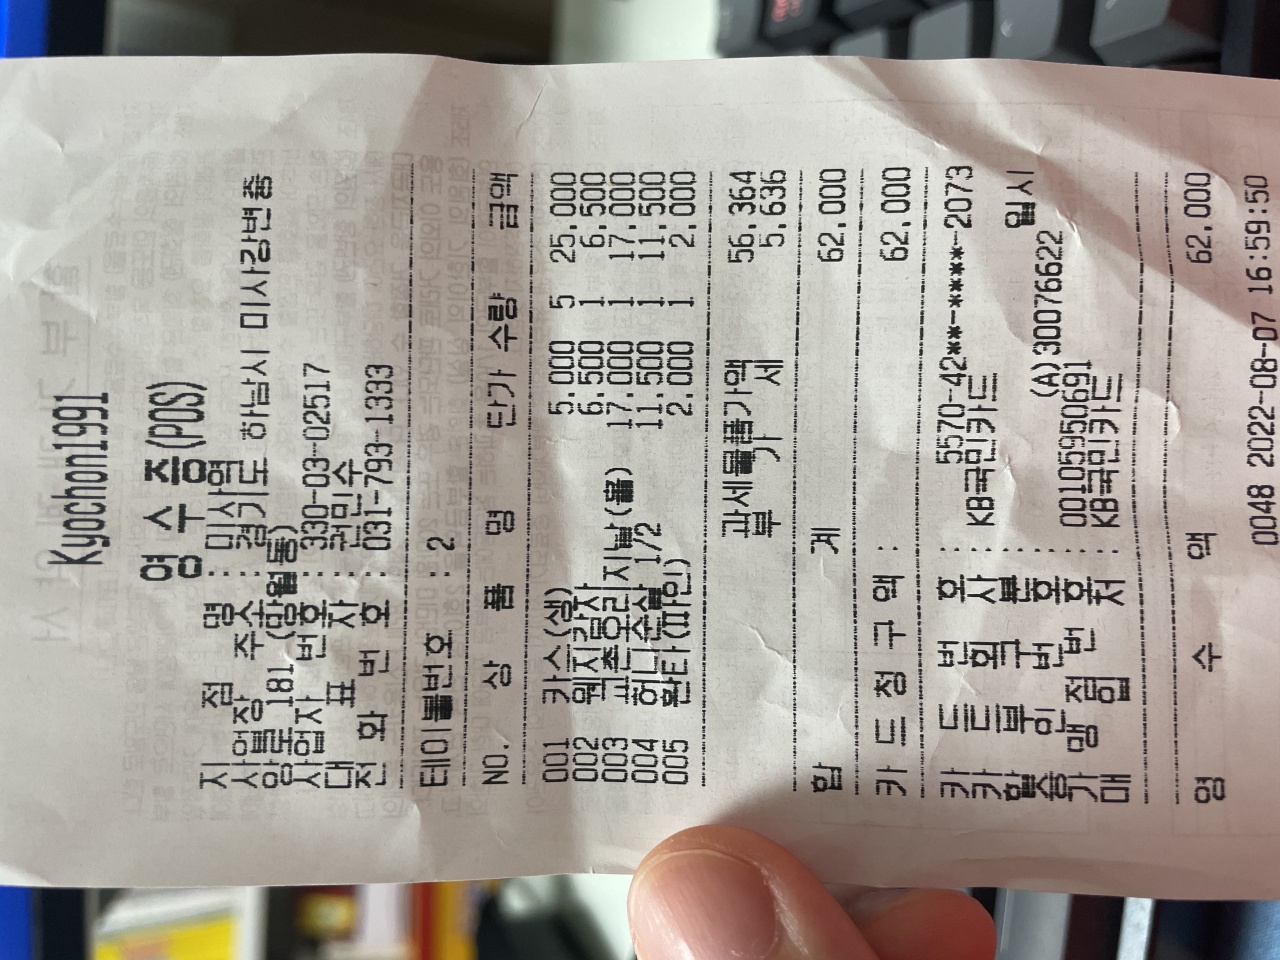 Kyochon1991
영 수 증(POS)
지 점 명 : 미사역
사업장 주소 : 경기도 하남시 미사강변중
앙로 181 (망월동)
사업자 번호 : 330-03-02517
대 표 자 : 권민수
전 화 번 호 : 031-793-1333
테이블번호 : 2
NO. 상 품 명 단가 수량 금액
001 카스(생) 5.000 5 25.000
002 웨지감자 6.500 1 6.500
003 교촌웅리지날(몸) 17.000 1 17.000
004 허니순살 1/2 11.500 1 11.500
005 환타(파인) 2.000 1 2.000
과세물품가액 56.364
부 가 세 5.636
합 계 62.000
카 드 청 구 액 : 62.000
카 드 번 호 : 5570-42**-****-2073
카 드 회 사 : KB국민카드
할 부 구 분 : 일시
승 인 번 호 : (A)30076622
가 맹 점 번 호 : 00105950691
매 입 처 : KB국민카드
영 수 액 62.000
0048 2022-08-07 16:59:50